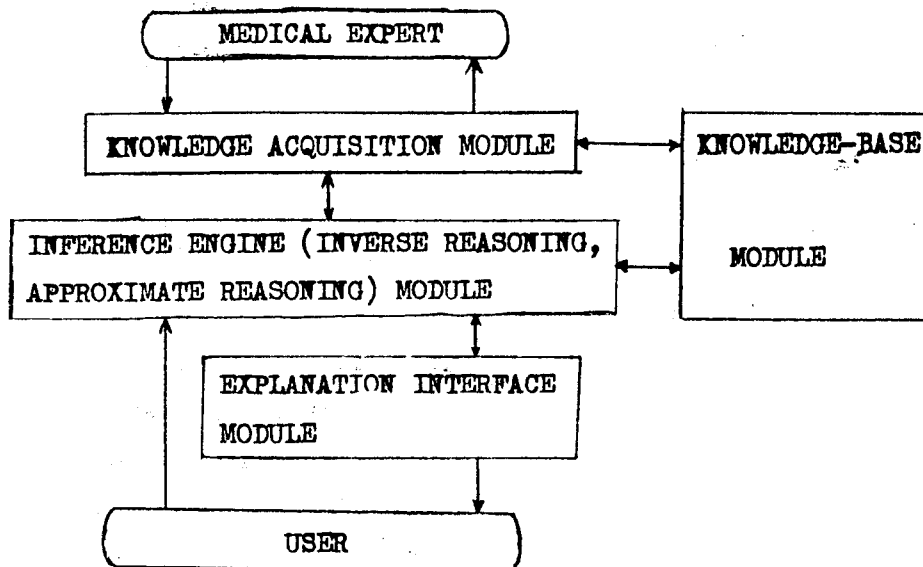 MEDICAL EXPERT
KNOWLEDGE ACQUISITION MODULE
KNOWLEDGE-BASE
MODULE
INFERENCE ENGINE (INVERSE REASONING,
APPROXIMATE REASONING) MODULE
EXPLANATION INTERFACE
MODULE
USER